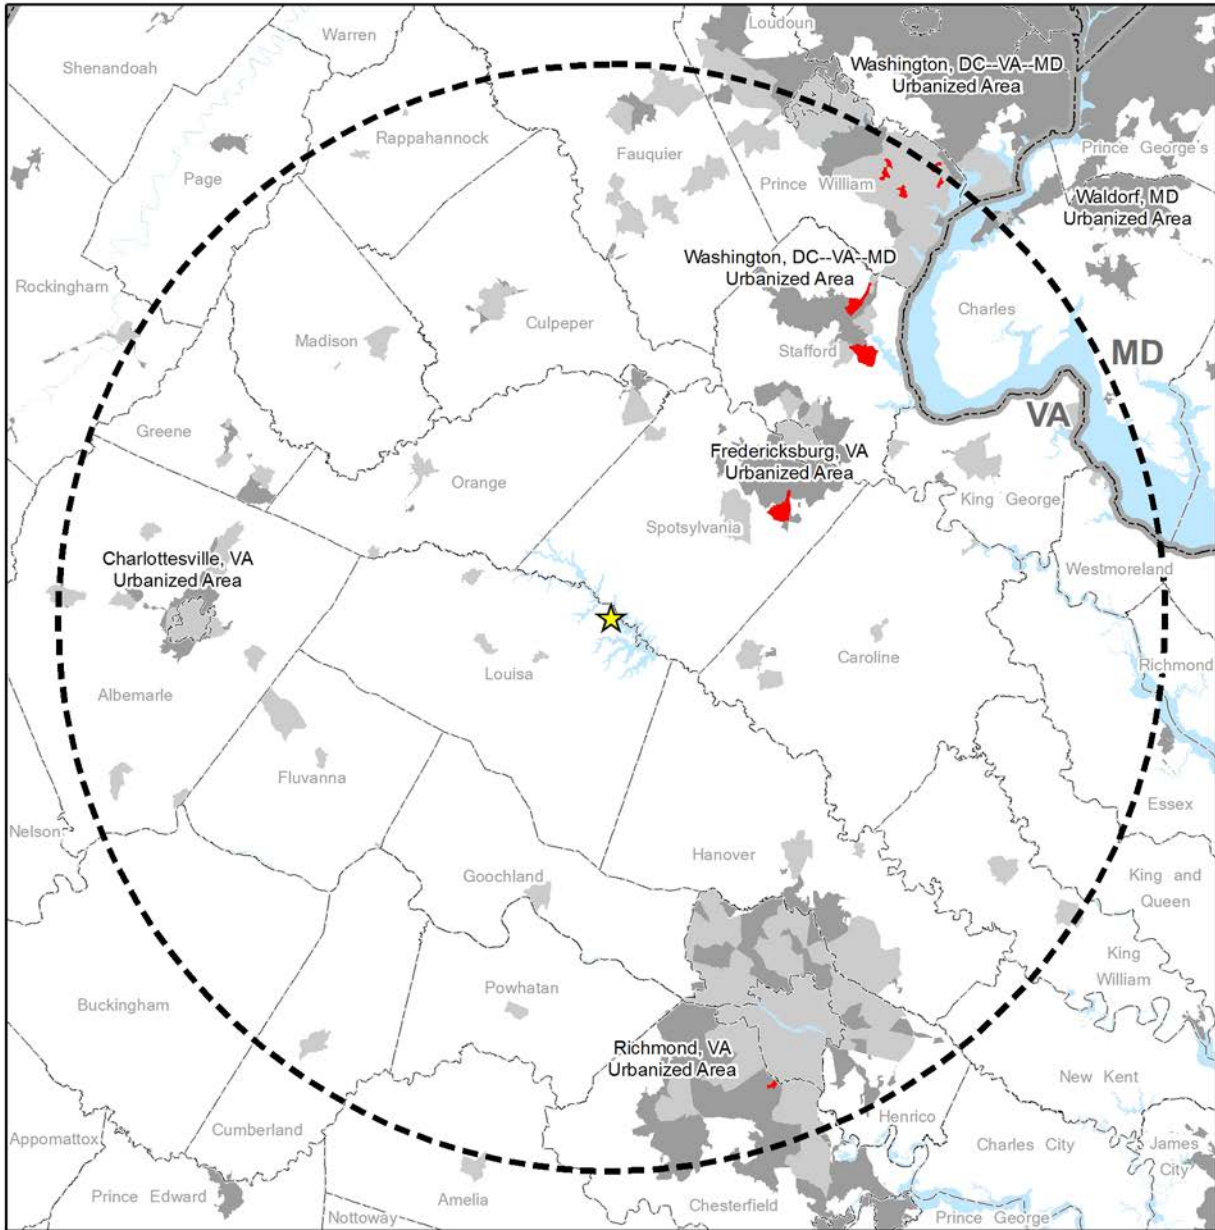 Loudoun
Warren
Shenandoah
Washington, DC--VA--MD
Urbanized Area
Rappahannock
Fauquier
Prince George's
Page
Prince William
Waldorf, MD
Urbanized Area
Washington, DC--VA--MD
Urbanized Area
Rockingham
Charles
Culpeper
Madison
Stafford
MD
VA
Greene
Fredericksburg, VA
Urbanized Area
Orange
King George
Spotsylvania
Charlottesville, VA
Urbanized Area
Westmoreland
Caroline
Richmond
Louisa
Albemarle
Fluvanna
Essex
Nelson
Hanover
Goochland
King and
Queen
King
William
Powhatan
Buckingham
Richmond, VA
Urbanized Area
New Kent
Henrico
Cumberland
Appomattox
Charles City
James
City
Prince Edward
Amelia
Chesterfield
Nottoway
Prince George